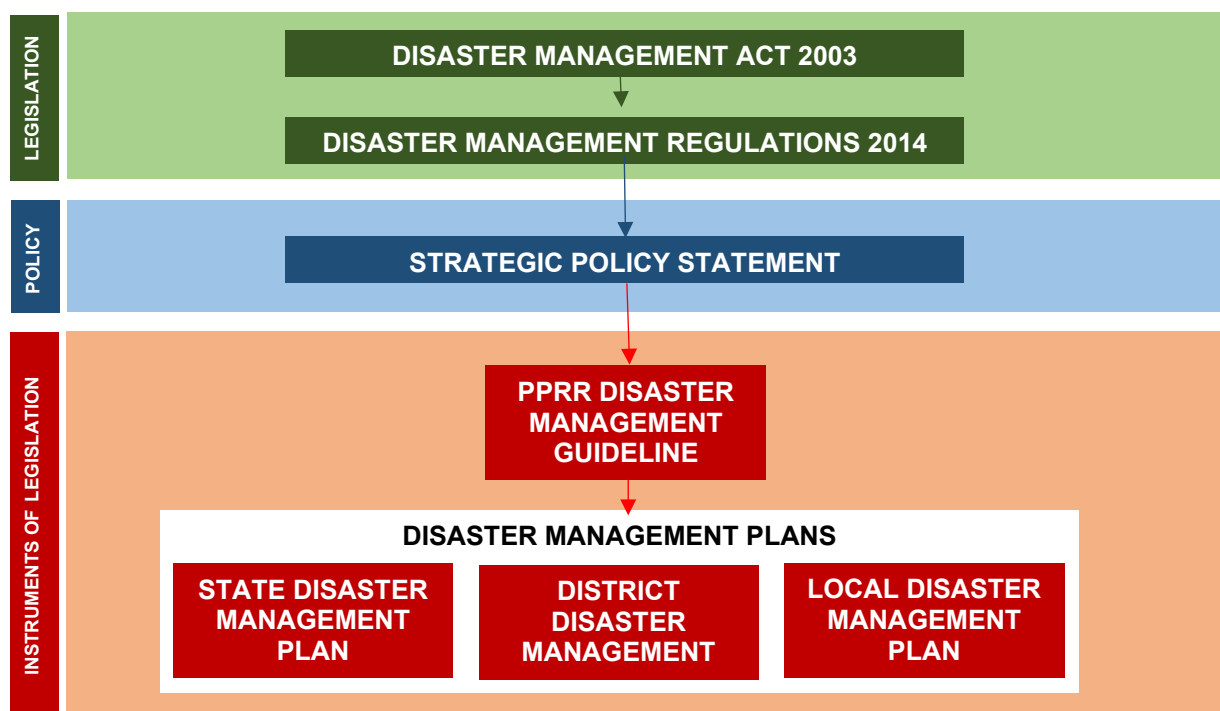 LEGISLATION
DISASTER MANAGEMENT ACT 2003
DISASTER MANAGEMENT REGULATIONS 2014
POLICY
STRATEGIC POLICY STATEMENT
INSTRUMENTS OF LEGISLATION
PPRR DISASTER
MANAGEMENT
GUIDELINE
DISASTER MANAGEMENT PLANS
STATE DISASTER
MANAGEMENT
PLAN
DISTRICT
DISASTER
MANAGEMENT
LOCAL DISASTER
MANAGEMENT
PLAN